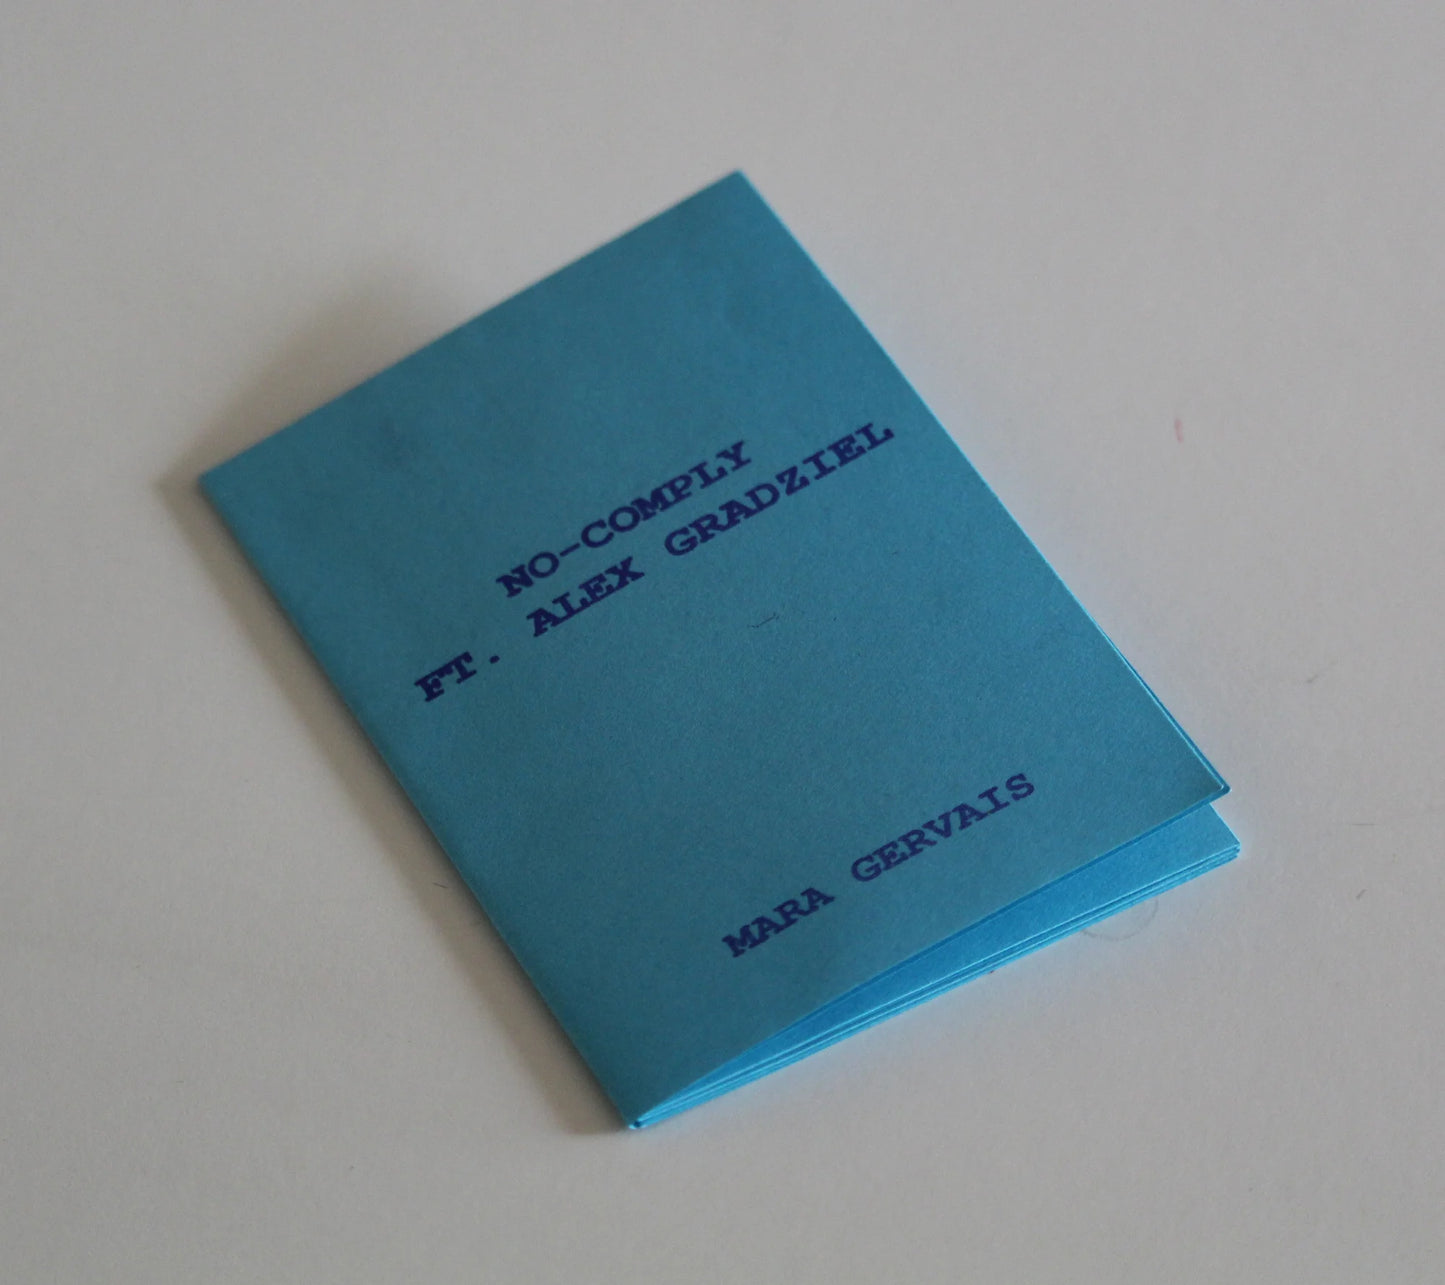 NO-COMPLY
FT. ALEX GRADZIEL
MARA GERVAIS